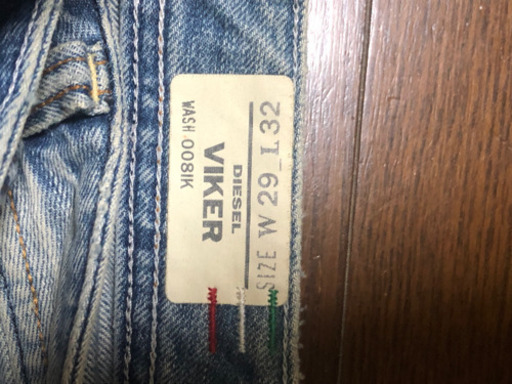 SIZE W 29 L 32
DIESEL
VIKER
WASH 008IK